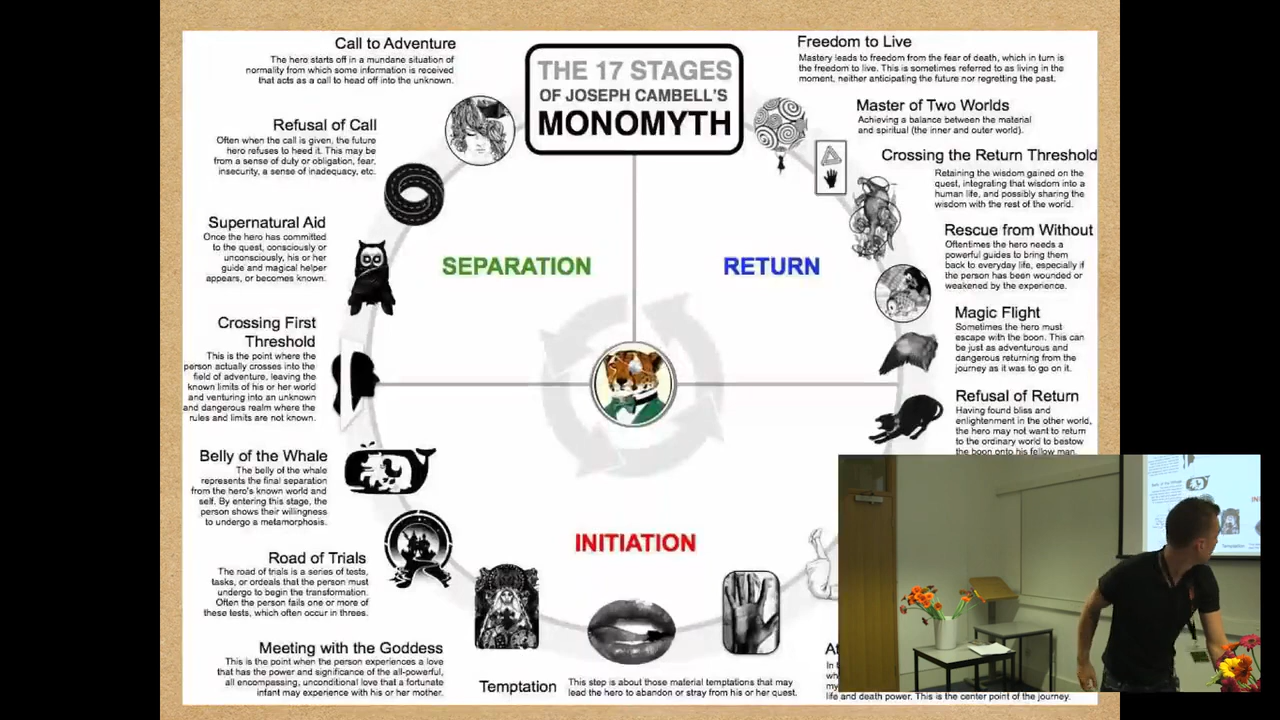 THE 17 STAGES
OF JOSEPH CAMBELL'S
MONOMYTH
Call to Adventure
The hero starts off in a mundane situation of
normality from which some information is received
that acts as a call to head off into the unknown.
Refusal of Call
Often when the call is given, the future
hero refuses to heed it. This may be
from a sense of duty or obligation, fear,
insecurity, a sense of inadequacy, etc.
Supernatural Aid
Once the hero has committed
to the quest, consciously or
unconsciously, his or her
guide and magical helper
appears, or becomes known.
Crossing First
Threshold
This is the point where the
person actually crosses into the
field of adventure, leaving the
known limits of his or her world
and venturing into an unknown
and dangerous realm where the
rules and limits are not known.
Belly of the Whale
The belly of the whale
represents the final separation
from the hero's known world and
self. By entering this stage, the
person shows their willingness
to undergo a metamorphosis.
Road of Trials
The road of trials is a series of tests,
tasks, or ordeals that the person must
undergo to begin the transformation.
Often the person fails one or more of
these tests, which often occur in threes.
Meeting with the Goddess
This is the point when the person experiences a love
that has the power and significance of the all-powerful,
all encompassing, unconditional love that a fortunate
infant may experience with his or her mother.
Temptation
This step is about those material temptations that may
lead the hero to abandon or stray from his or her quest.
SEPARATION
RETURN
INITIATION
Freedom to Live
Mastery leads to freedom from the fear of death, which in turn is
the freedom to live. This is sometimes referred to as living in the
moment, neither anticipating the future nor regretting the past.
Master of Two Worlds
Achieving a balance between the material
and spiritual (the inner and outer world).
Crossing the Return Threshold
Retaining the wisdom gained on the
quest, integrating that wisdom into a
human life, and possibly sharing the
wisdom with the rest of the world.
Rescue from Without
Oftentimes the hero needs a
powerful guides to bring them
back to everyday life, especially if
the person has been wounded or
weakened by the experience.
Magic Flight
Sometimes the hero must
escape with the boon. This can
be just as adventurous and
dangerous returning from the
journey as it was to go on it.
Refusal of Return
Having found bliss and
enlightenment in the other world,
the hero may not want to return
to the ordinary world to bestow
the boon onto his fellow man.
life and death power. This is the center point of the journey.
Temptation